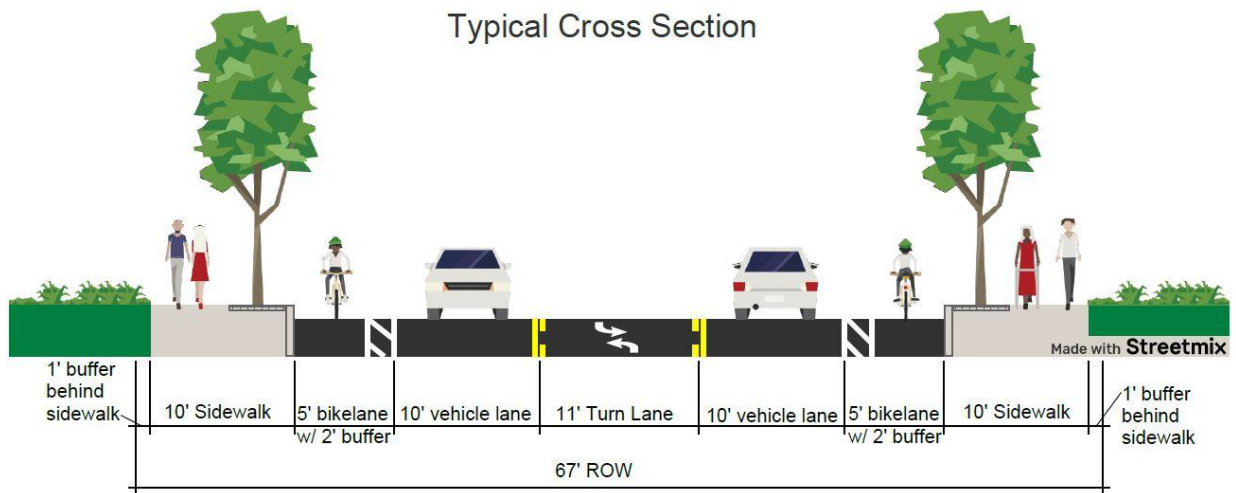 Typical Cross Section
Made with Streetmix
1' buffer
behind
sidewalk
10' Sidewalk
5' bikelane
w/ 2' buffer
10' vehicle lane
11' Turn Lane
10' vehicle lane
5' bikelane
w/ 2' buffer
10' Sidewalk
1' buffer
behind
sidewalk
67' ROW